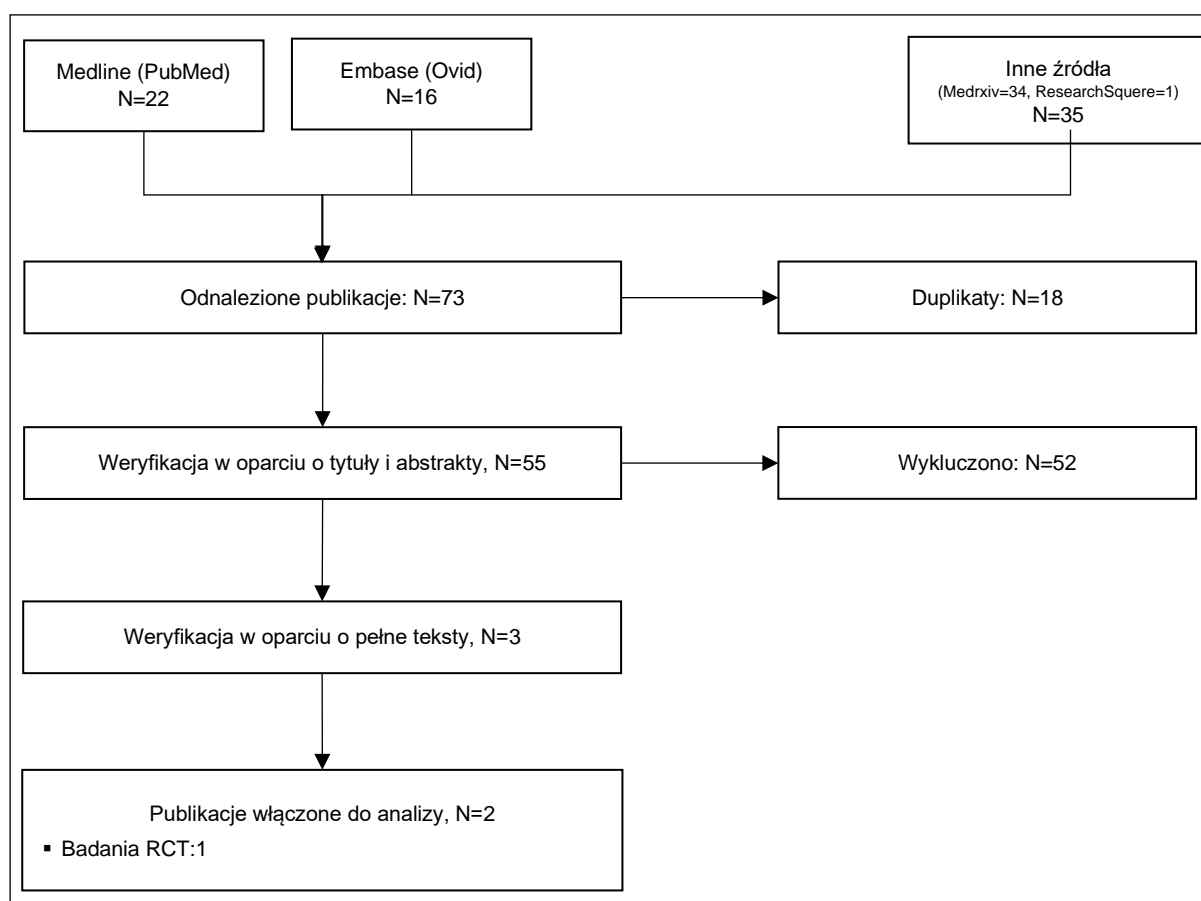 Medline (PubMed)
N=22
Embase (Ovid)
N=16
Inne źródła
(Medrxiv=34, ResearchSquere=1)
N=35
Odnalezione publikacje: N=73
Duplikaty: N=18
Weryfikacja w oparciu o tytuły i abstrakty, N=55
Wykluczono: N=52
Weryfikacja w oparciu o pełne teksty, N=3
Publikacje włączone do analizy, N=2
▪ Badania RCT:1